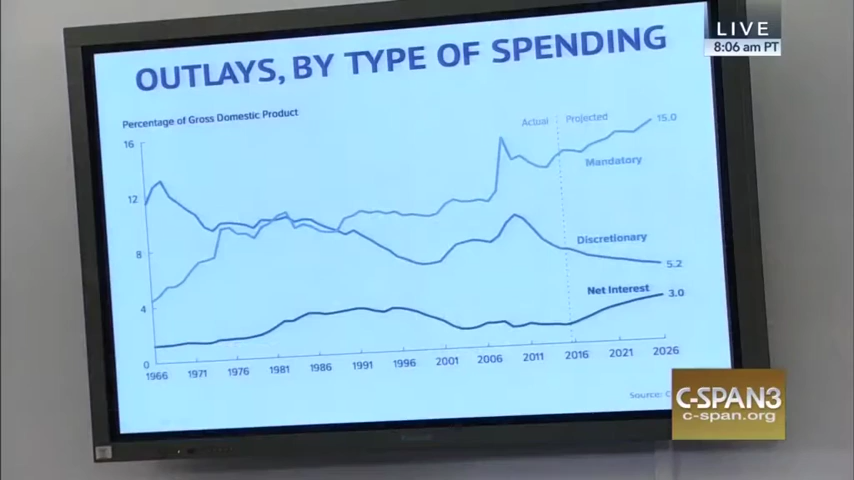 LIVE
8:06 am PT
OUTLAYS, BY TYPE OF SPENDING
Percentage of Gross Domestic Product
Actual Projected
16
15.0
Mandatory
12
Discretionary
8
5.2
Net Interest
3.0
4
0
1966 1971 1976 1981 1986 1991 1996 2001 2006 2011 2016 2021 2026
Source:
C-SPAN3
c-span.org